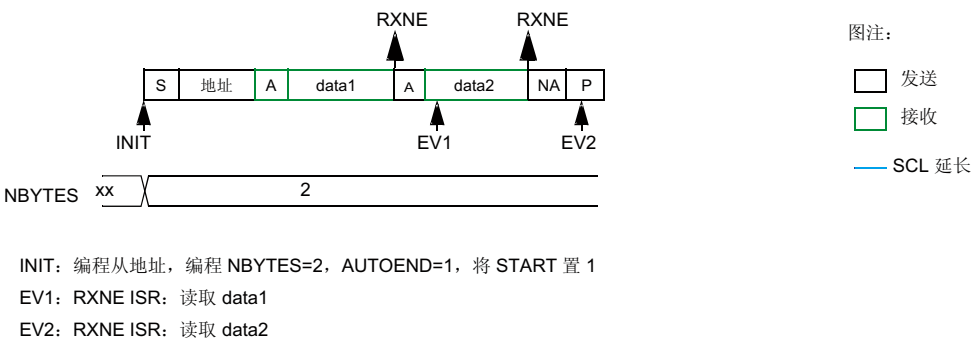 RXNE RXNE
图注：
S 地址 A data1 A data2 NA P
发送
接收
INIT EV1 EV2
SCL 延长
NBYTES xx 2
INIT：编程从地址，编程 NBYTES=2，AUTOEND=1，将 START 置 1
EV1：RXNE ISR：读取 data1
EV2：RXNE ISR：读取 data2